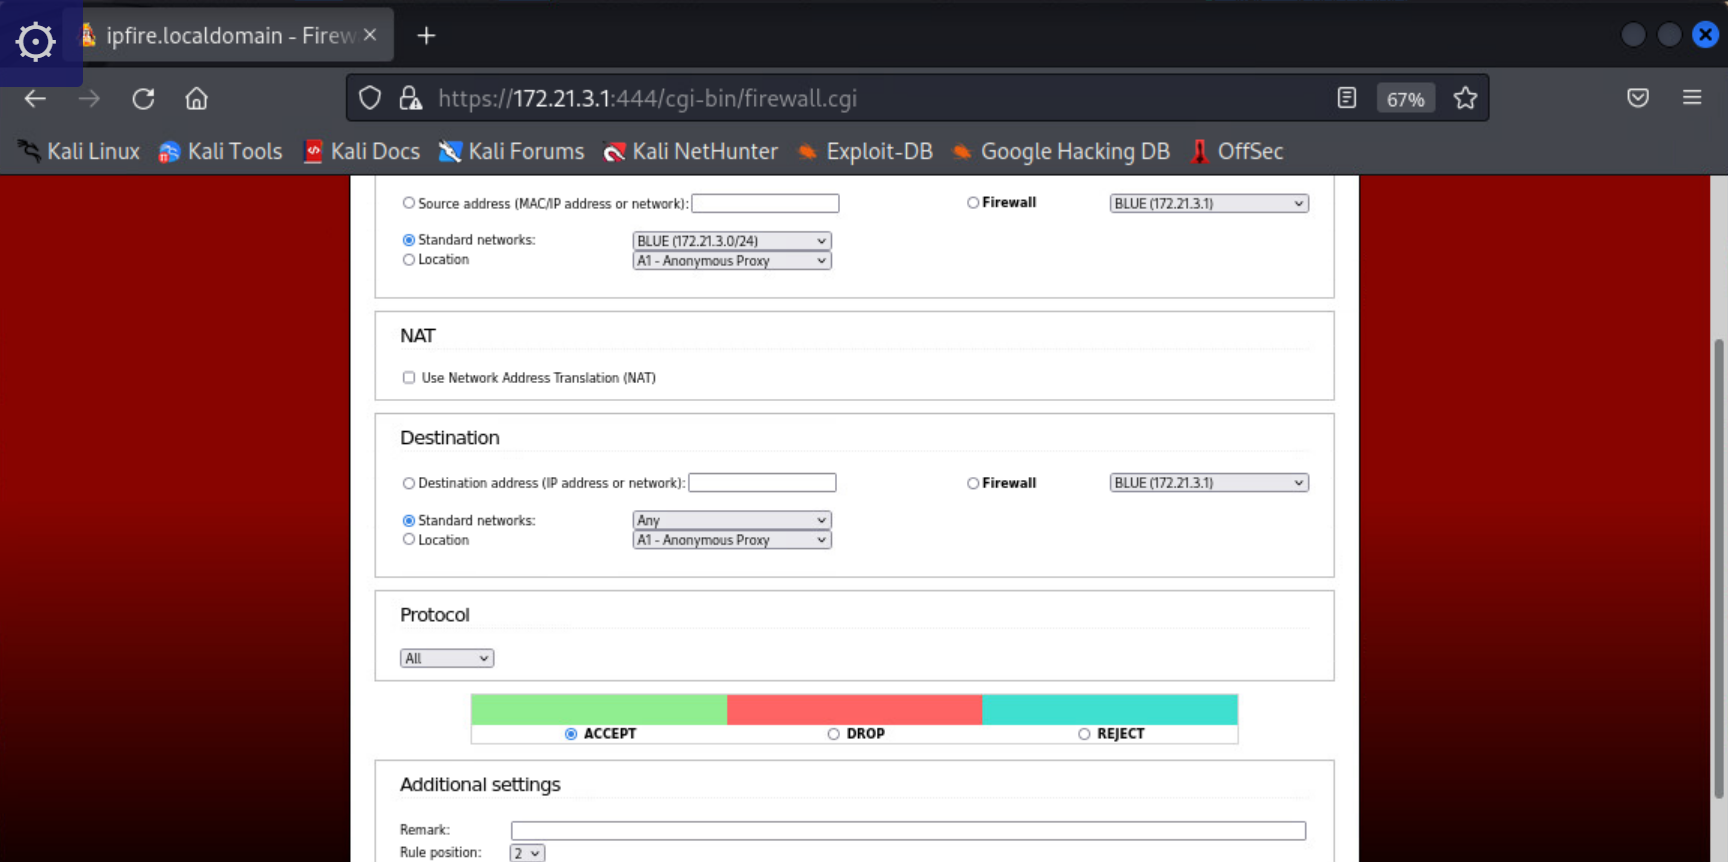 ipfire.localdomain - Firew
https://172.21.3.1:444/cgi-bin/firewall.cgi 67%
Kali Linux Kali Tools Kali Docs Kali Forums Kali NetHunter Exploit-DB Google Hacking DB OffSec
Source address (MAC/IP address or network): Firewall BLUE (172.21.3.1)
Standard networks: BLUE (172.21.3.0/24)
Location A1 - Anonymous Proxy
NAT
Use Network Address Translation (NAT)
Destination
Destination address (IP address or network): Firewall BLUE (172.21.3.1)
Standard networks: Any
Location A1 - Anonymous Proxy
Protocol
All
ACCEPT DROP REJECT
Additional settings
Remark:
Rule position: 2